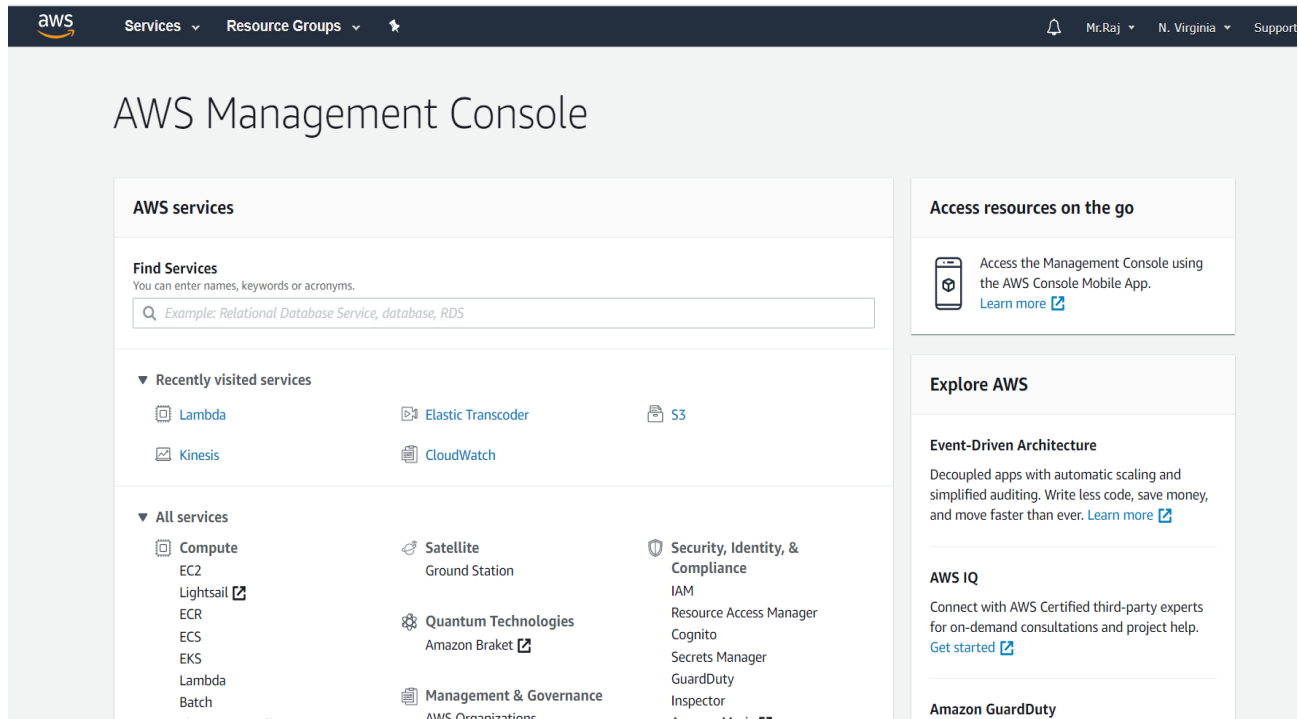 aws
Services
Resource Groups
Mr.Raj
N. Virginia
Support
AWS Management Console
AWS services
Find Services
You can enter names, keywords or acronyms.
Example: Relational Database Service, database, RDS
Recently visited services
Lambda
Elastic Transcoder
S3
Kinesis
CloudWatch
All services
Compute
EC2
Lightsail
ECR
ECS
EKS
Lambda
Batch
Satellite
Ground Station
Quantum Technologies
Amazon Braket
Management & Governance
AWS Organizations
Security, Identity, &
Compliance
IAM
Resource Access Manager
Cognito
Secrets Manager
GuardDuty
Inspector
Access resources on the go
Access the Management Console using
the AWS Console Mobile App.
Learn more
Explore AWS
Event-Driven Architecture
Decoupled apps with automatic scaling and
simplified auditing. Write less code, save money,
and move faster than ever. Learn more
AWS IQ
Connect with AWS Certified third-party experts
for on-demand consultations and project help.
Get started
Amazon GuardDuty